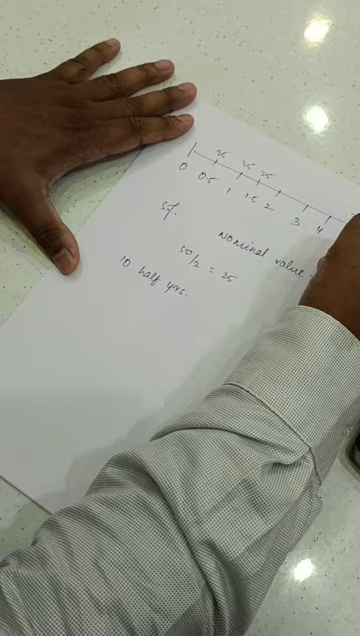 25 25 25
0 0.5 1 1.5 2 3 4
5%.
Nominal value
50/2 = 25
10 half yrs.